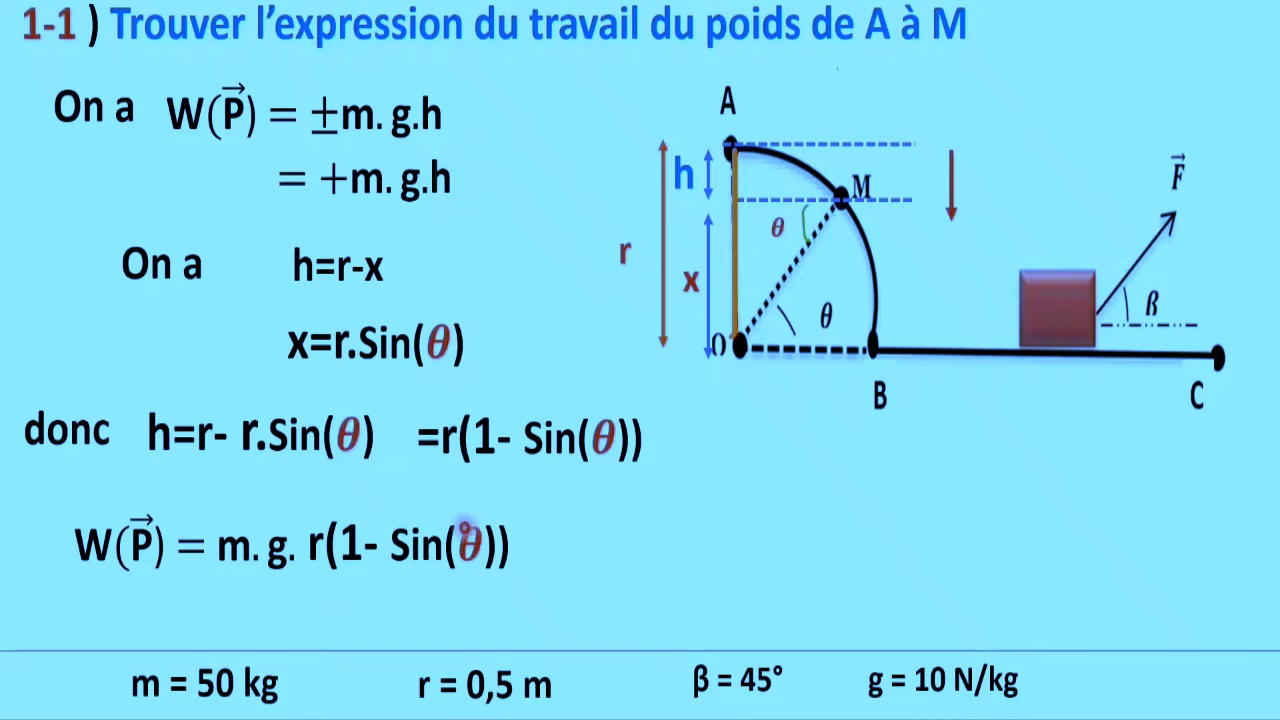 1-1 ) Trouver l’expression du travail du poids de A à M
On a W(P⃗) = ±m. g.h
= +m. g.h
On a h=r-x
x=r.Sin(θ)
donc h=r- r.Sin(θ) =r(1- Sin(θ))
W(P⃗) = m. g. r(1- Sin(θ))
A
h
M
F⃗
θ
r
x
θ
β
O
B
C
m = 50 kg r = 0,5 m β = 45° g = 10 N/kg